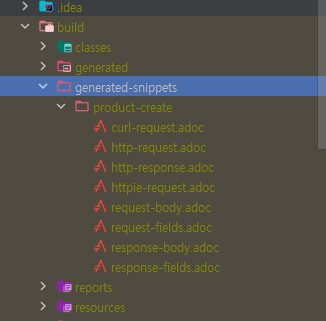 .idea
build
classes
generated
generated-snippets
product-create
curl-request.adoc
http-request.adoc
http-response.adoc
httpie-request.adoc
request-body.adoc
request-fields.adoc
response-body.adoc
response-fields.adoc
reports
resources